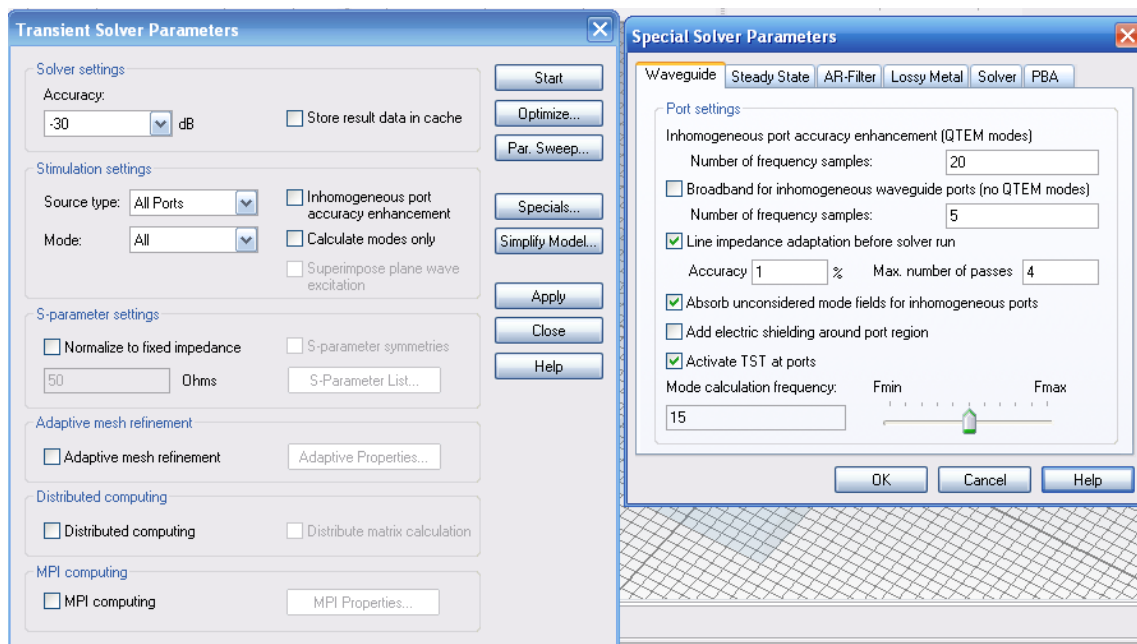 Transient Solver Parameters
Solver settings
Accuracy:
-30 dB
Store result data in cache
Stimulation settings
Source type: All Ports
Inhomogeneous port accuracy enhancement
Mode: All
Calculate modes only
Superimpose plane wave excitation
S-parameter settings
Normalize to fixed impedance
S-parameter symmetries
50 Ohms
S-Parameter List...
Adaptive mesh refinement
Adaptive mesh refinement
Adaptive Properties...
Distributed computing
Distributed computing
Distribute matrix calculation
MPI computing
MPI computing
MPI Properties...
Start
Optimize...
Par. Sweep...
Specials...
Simplify Model...
Apply
Close
Help
Special Solver Parameters
Waveguide Steady State AR-Filter Lossy Metal Solver PBA
Port settings
Inhomogeneous port accuracy enhancement (QTEM modes)
Number of frequency samples: 20
Broadband for inhomogeneous waveguide ports (no QTEM modes)
Number of frequency samples: 5
Line impedance adaptation before solver run
Accuracy 1 % Max. number of passes 4
Absorb unconsidered mode fields for inhomogeneous ports
Add electric shielding around port region
Activate TST at ports
Mode calculation frequency: Fmin Fmax
15
OK Cancel Help